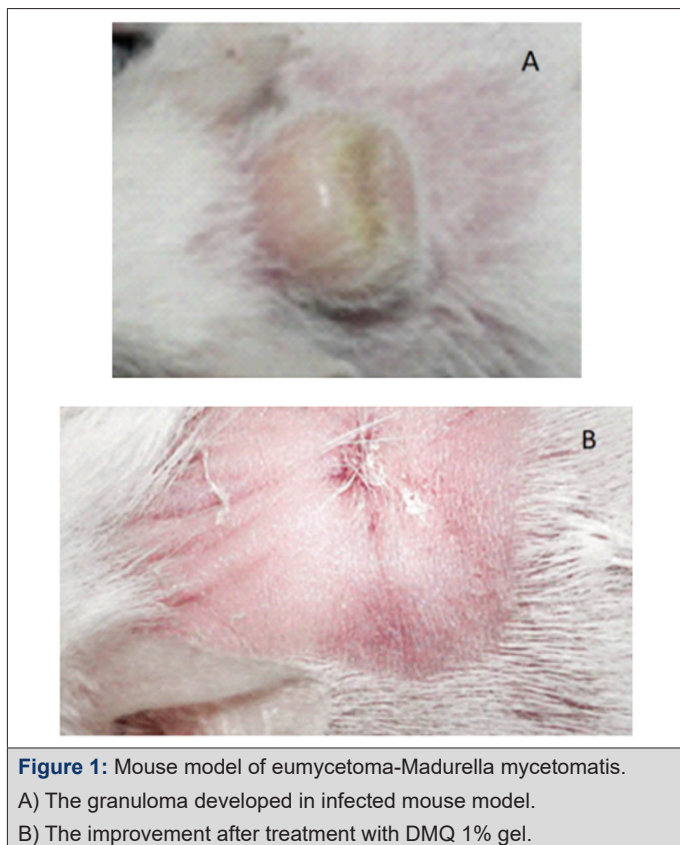 A
B
Figure 1: Mouse model of eumycetoma-Madurella mycetomatis.
A) The granuloma developed in infected mouse model.
B) The improvement after treatment with DMQ 1% gel.